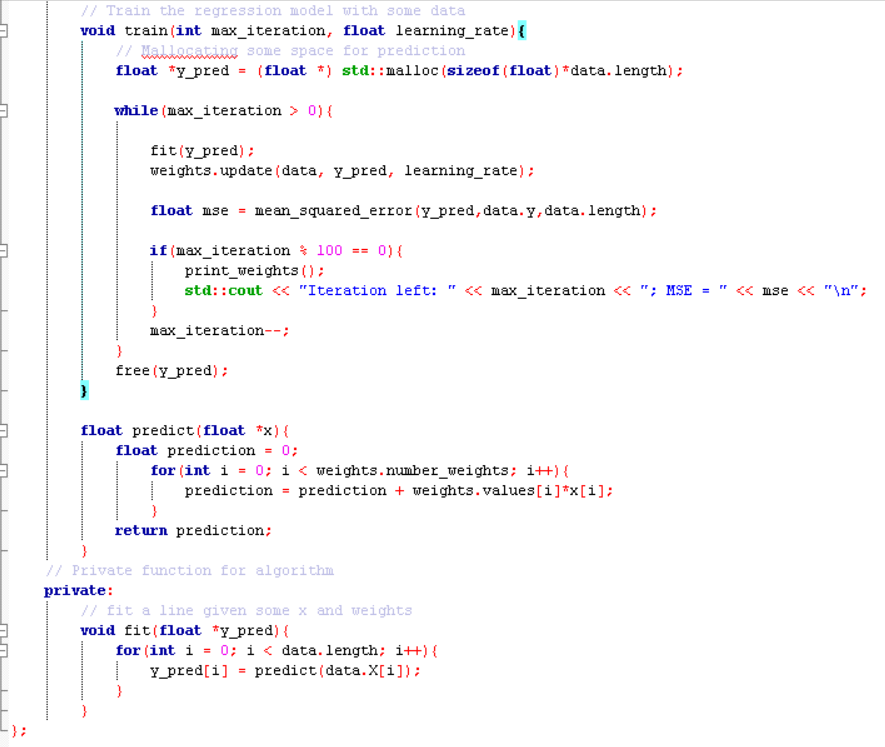 // Train the regression model with some data
void train(int max_iteration, float learning_rate){
// Mallocating some space for prediction
float *y_pred = (float *) std::malloc(sizeof(float)*data.length);
while(max_iteration > 0){
fit(y_pred);
weights.update(data, y_pred, learning_rate);
float mse = mean_squared_error(y_pred,data.y,data.length);
if(max_iteration % 100 == 0){
print_weights();
std::cout << "Iteration left: " << max_iteration << "; MSE = " << mse << "\n";
}
max_iteration--;
}
free(y_pred);
}
float predict(float *x){
float prediction = 0;
for(int i = 0; i < weights.number_weights; i++){
prediction = prediction + weights.values[i]*x[i];
}
return prediction;
}
// Private function for algorithm
private:
// fit a line given some x and weights
void fit(float *y_pred){
for(int i = 0; i < data.length; i++){
y_pred[i] = predict(data.X[i]);
}
}
};